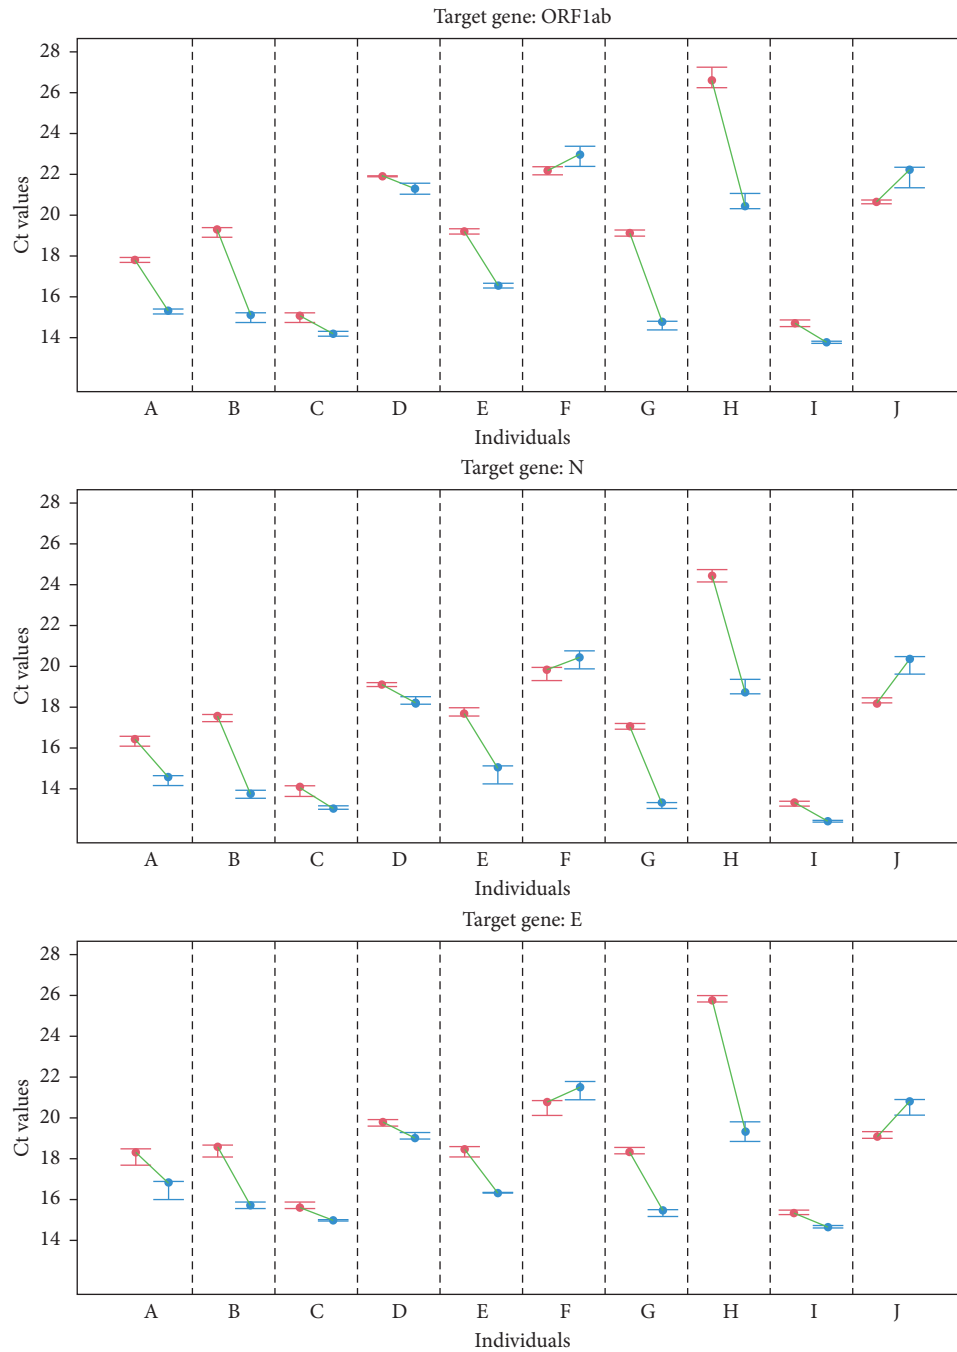 Target gene: ORF1ab
28
26
24
22
20
18
16
14
Ct values
A B C D E F G H I J
Individuals
Target gene: N
28
26
24
22
20
18
16
14
Ct values
A B C D E F G H I J
Individuals
Target gene: E
28
26
24
22
20
18
16
14
Ct values
A B C D E F G H I J
Individuals